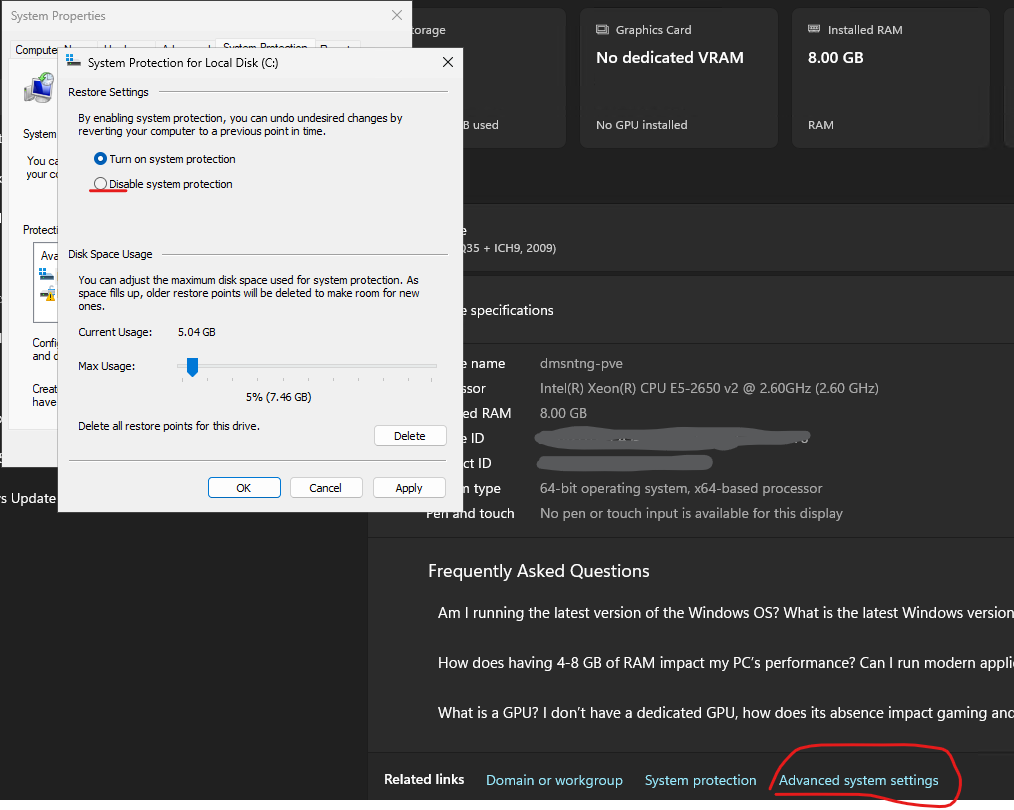 System Properties
System Protection for Local Disk (C:)
Restore Settings
By enabling system protection, you can undo undesired changes by
reverting your computer to a previous point in time.
Turn on system protection
Disable system protection
Disk Space Usage
You can adjust the maximum disk space used for system protection. As
space fills up, older restore points will be deleted to make room for new
ones.
Current Usage: 5.04 GB
Max Usage:
5% (7.46 GB)
Delete all restore points for this drive.
Delete
OK Cancel Apply
Compute
System
You ca
your co
Protecti
Ava
Config
and d
Creat
have
s Update
orage
B used
Graphics Card
No dedicated VRAM
No GPU installed
Installed RAM
8.00 GB
RAM
Q35 + ICH9, 2009)
e specifications
e name dmsntng-pve
ssor Intel(R) Xeon(R) CPU E5-2650 v2 @ 2.60GHz (2.60 GHz)
ed RAM 8.00 GB
e ID
ct ID
m type 64-bit operating system, x64-based processor
Pen and touch No pen or touch input is available for this display
Frequently Asked Questions
Am I running the latest version of the Windows OS? What is the latest Windows version
How does having 4-8 GB of RAM impact my PC’s performance? Can I run modern appli
What is a GPU? I don’t have a dedicated GPU, how does its absence impact gaming and
Related links Domain or workgroup System protection Advanced system settings